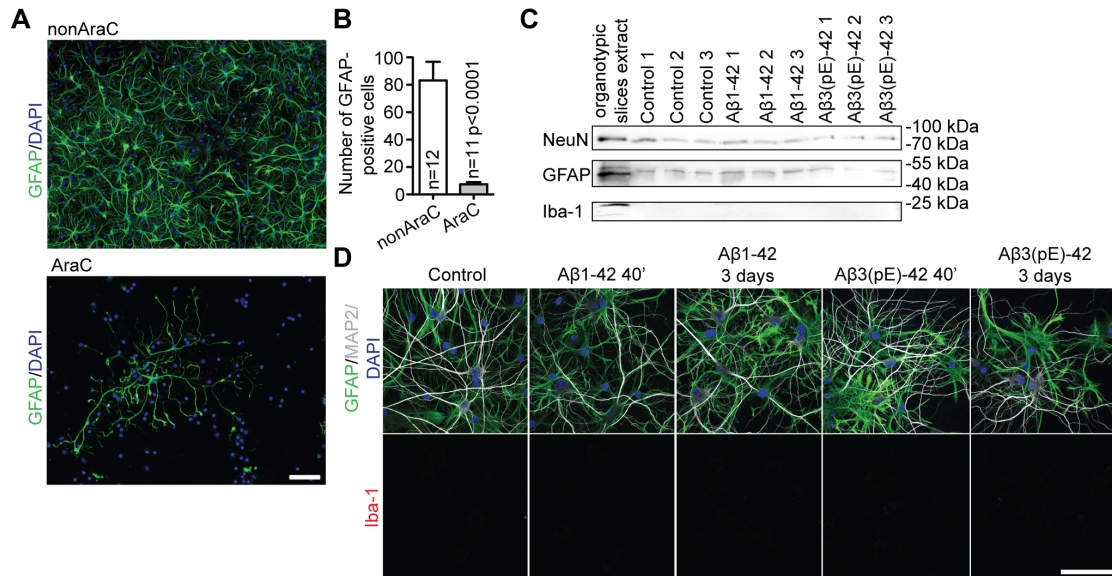 A
nonAraC
GFAP/DAPI
AraC
GFAP/DAPI
B
Number of GFAP-
positive cells
100
80
60
40
20
0
n=12
n=11 p<0.0001
nonAraC
AraC
C
organotypic
slices extract
Control 1
Control 2
Control 3
Aβ1-42 1
Aβ1-42 2
Aβ1-42 3
Aβ3(pE)-42 1
Aβ3(pE)-42 2
Aβ3(pE)-42 3
NeuN
-100 kDa
-70 kDa
GFAP
-55 kDa
-40 kDa
Iba-1
-25 kDa
D
Control
Aβ1-42 40’
Aβ1-42
3 days
Aβ3(pE)-42 40’
Aβ3(pE)-42
3 days
GFAP/MAP2/
DAPI
Iba-1